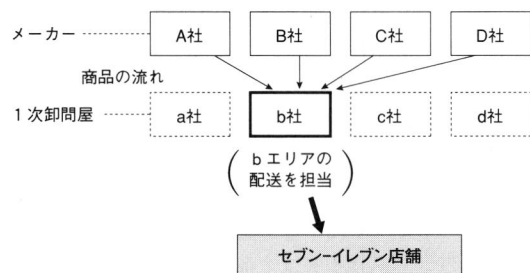 メーカー
A社
B社
C社
D社
商品の流れ
1次卸問屋
a社
b社
c社
d社
（bエリアの
配送を担当）
セブン-イレブン店舗